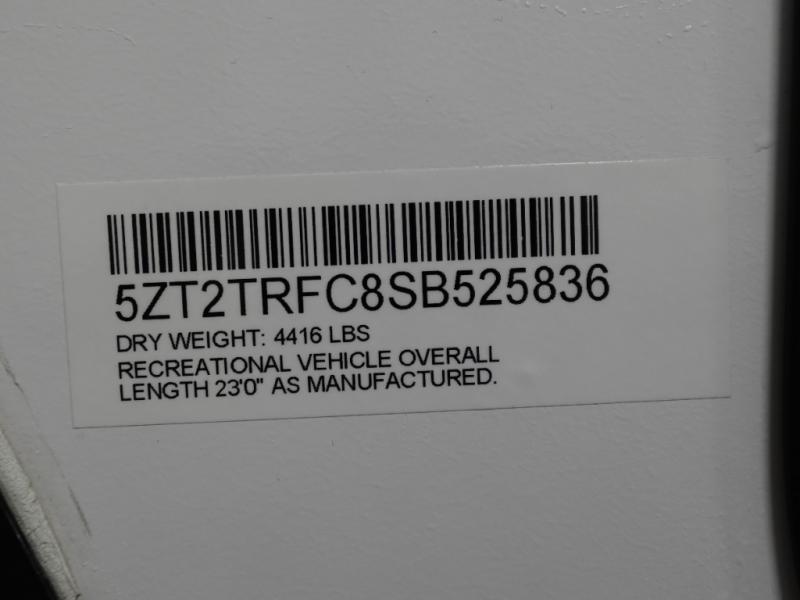 5ZT2TRFC8SB525836
DRY WEIGHT: 4416 LBS
RECREATIONAL VEHICLE OVERALL
LENGTH 23'0" AS MANUFACTURED.